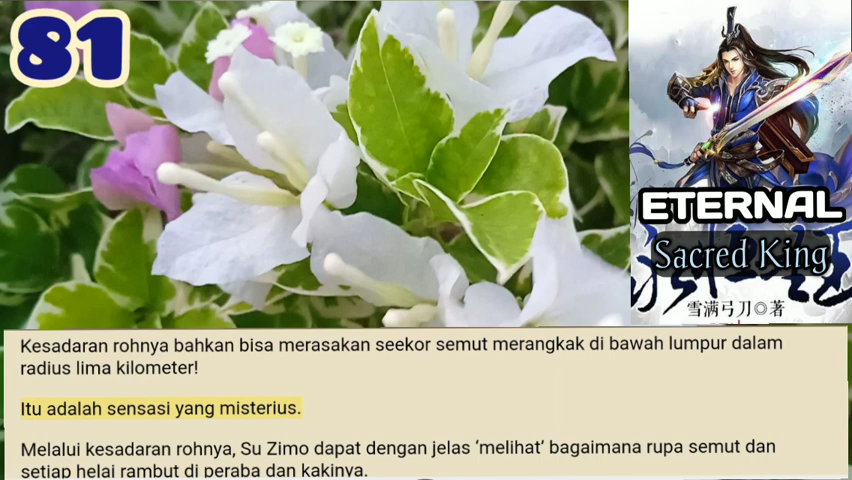 81
ETERNAL
Sacred King
雪满弓刀◎著
Kesadaran rohnya bahkan bisa merasakan seekor semut merangkak di bawah lumpur dalam
radius lima kilometer!
Itu adalah sensasi yang misterius.
Melalui kesadaran rohnya, Su Zimo dapat dengan jelas ‘melihat’ bagaimana rupa semut dan
setiap helai rambut di peraba dan kakinya.